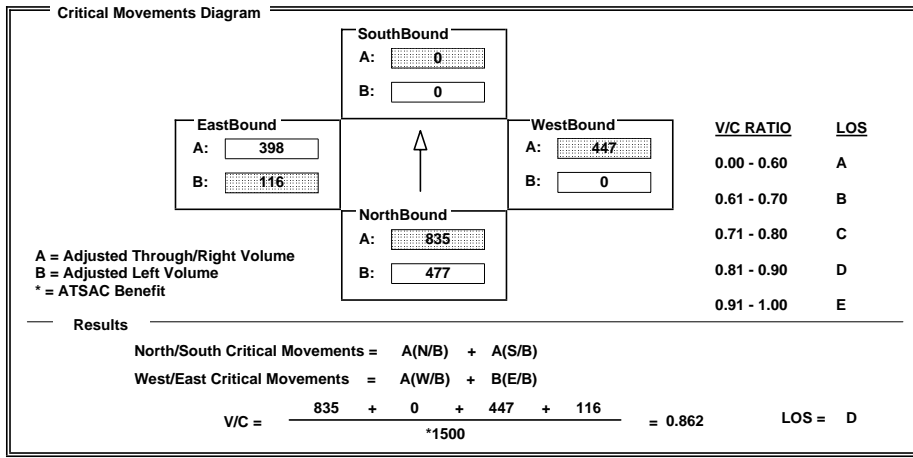 Critical Movements Diagram
SouthBound
A: 0
B: 0
EastBound
A: 398
B: 116
WestBound
A: 447
B: 0
NorthBound
A: 835
B: 477
V/C RATIO LOS
0.00 - 0.60 A
0.61 - 0.70 B
0.71 - 0.80 C
0.81 - 0.90 D
0.91 - 1.00 E
A = Adjusted Through/Right Volume
B = Adjusted Left Volume
* = ATSAC Benefit
Results
North/South Critical Movements = A(N/B) + A(S/B)
West/East Critical Movements = A(W/B) + B(E/B)
V/C = 835 + 0 + 447 + 116 = 0.862 LOS = D
*1500